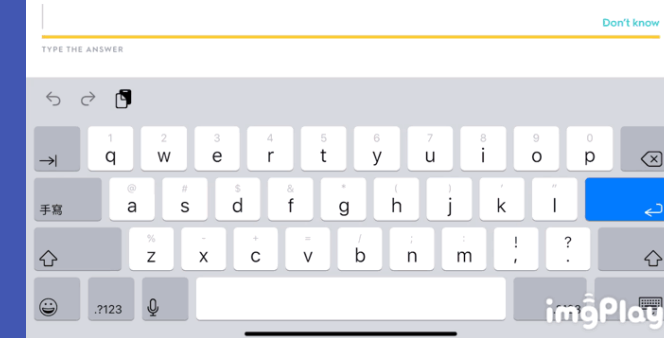 Don't know
TYPE THE ANSWER
1 2 3 4 5 6 7 8 9 0
q w e r t y u i o p
@ # $ & * ( ) ' "
手寫 a s d f g h j k l
% - + = / ; : ! ?
z x c v b n m , .
.?123 imgPlay